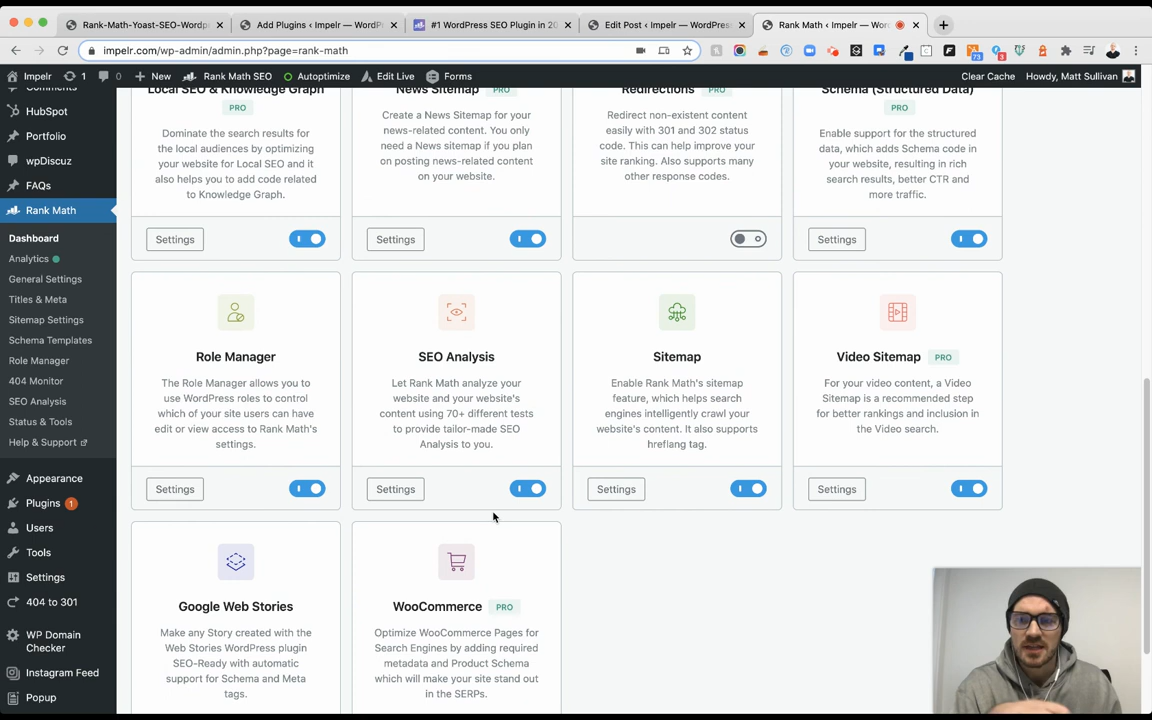 Rank-Math-Yoast-SEO-Wordp
Add Plugins ‹ Impelr — WordP
#1 WordPress SEO Plugin in 20
Edit Post ‹ Impelr — WordPress
Rank Math ‹ Impelr — Wor
impelr.com/wp-admin/admin.php?page=rank-math
Impelr
1
0
New
Rank Math SEO
Autoptimize
Edit Live
Forms
Clear Cache
Howdy, Matt Sullivan
Comments
HubSpot
Portfolio
wpDiscuz
FAQs
Rank Math
Dashboard
Analytics
General Settings
Titles & Meta
Sitemap Settings
Schema Templates
Role Manager
404 Monitor
SEO Analysis
Status & Tools
Help & Support
Appearance
Plugins 1
Users
Tools
Settings
404 to 301
WP Domain
Checker
Instagram Feed
Popup
Local SEO & Knowledge Graph
PRO
Dominate the search results for
the local audiences by optimizing
your website for Local SEO and it
also helps you to add code related
to Knowledge Graph.
Settings
News Sitemap PRO
Create a News Sitemap for your
news-related content. You only
need a News sitemap if you plan
on posting news-related content
on your website.
Settings
Redirections PRO
Redirect non-existent content
easily with 301 and 302 status
code. This can help improve your
site ranking. Also supports many
other response codes.
Schema (Structured Data)
PRO
Enable support for the structured
data, which adds Schema code in
your website, resulting in rich
search results, better CTR and
more traffic.
Settings
Role Manager
The Role Manager allows you to
use WordPress roles to control
which of your site users can have
edit or view access to Rank Math's
settings.
Settings
SEO Analysis
Let Rank Math analyze your
website and your website's
content using 70+ different tests
to provide tailor-made SEO
Analysis to you.
Settings
Sitemap
Enable Rank Math's sitemap
feature, which helps search
engines intelligently crawl your
website's content. It also supports
hreflang tag.
Settings
Video Sitemap PRO
For your video content, a Video
Sitemap is a recommended step
for better rankings and inclusion in
the Video search.
Settings
Google Web Stories
Make any Story created with the
Web Stories WordPress plugin
SEO-Ready with automatic
support for Schema and Meta
tags.
WooCommerce PRO
Optimize WooCommerce Pages for
Search Engines by adding required
metadata and Product Schema
which will make your site stand out
in the SERPs.